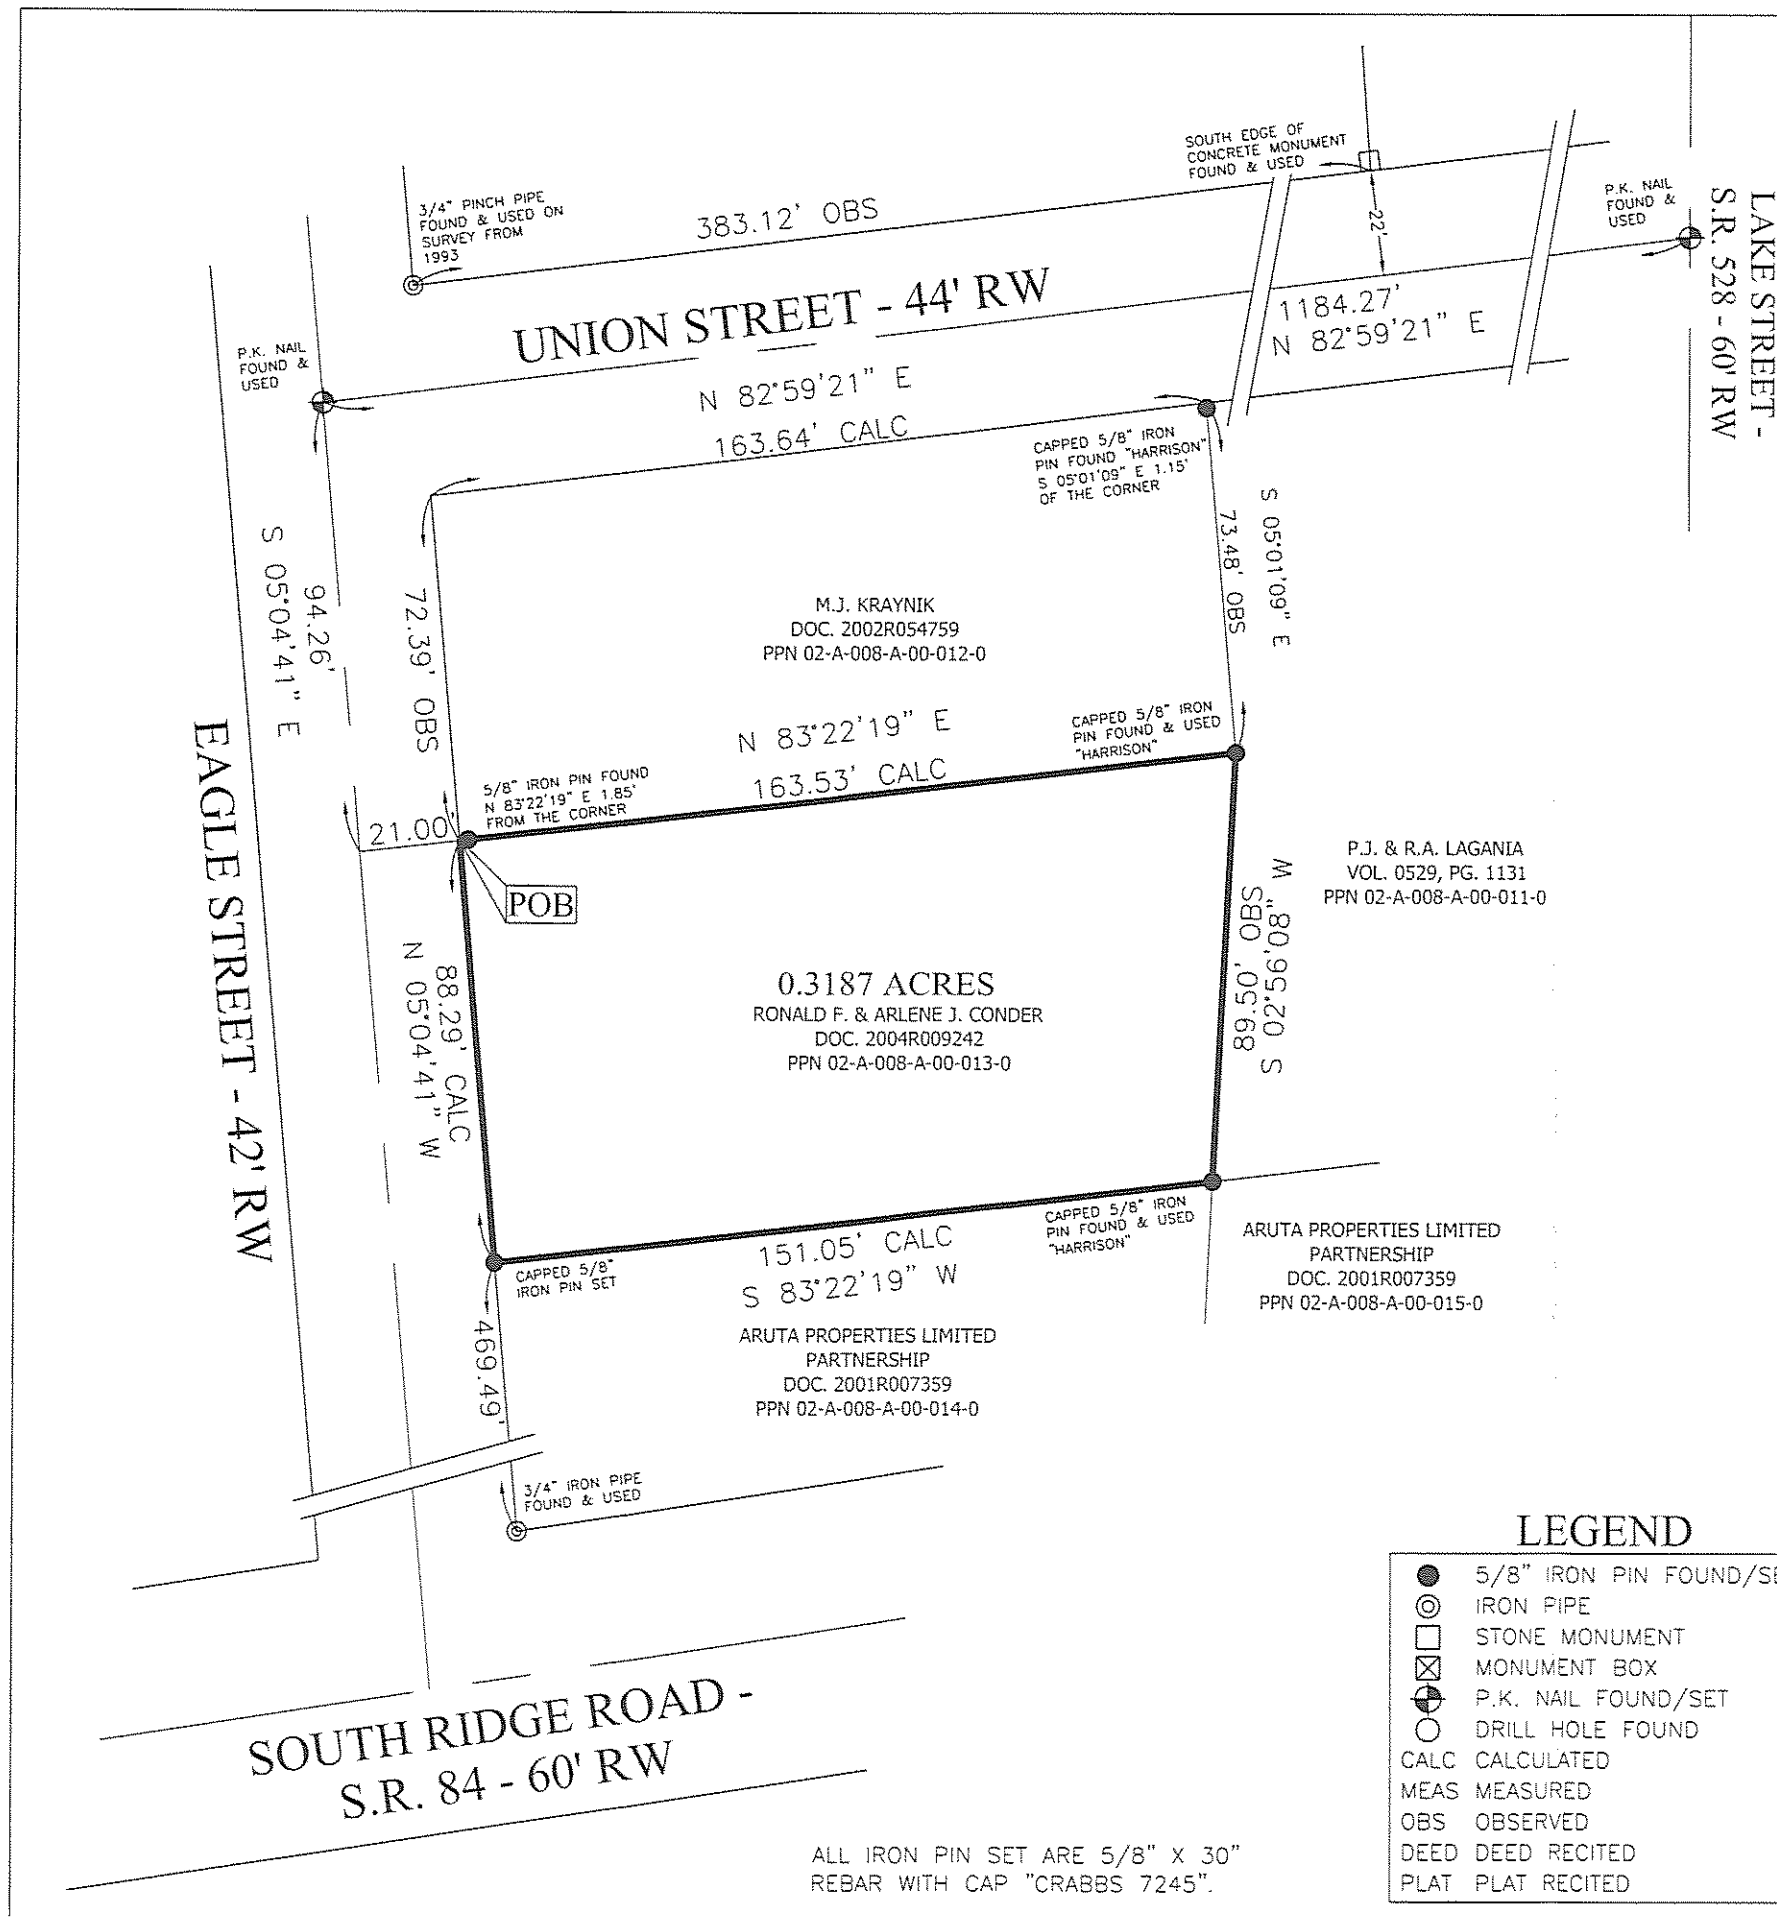 SOUTH EDGE OF
CONCRETE MONUMENT
FOUND & USED
3/4" PINCH PIPE
FOUND & USED ON
SURVEY FROM
1993
383.12' OBS
22'
P.K. NAIL
FOUND &
USED
LAKE STREET -
S.R. 528 - 60' RW
UNION STREET - 44' RW
1184.27'
N 82°59'21" E
P.K. NAIL
FOUND &
USED
N 82°59'21" E
163.64' CALC
CAPPED 5/8" IRON
PIN FOUND "HARRISON"
S 05°01'09" E 1.15'
OF THE CORNER
S 05°01'09" E
73.48' OBS
94.26'
S 05°04'41" E
72.39' OBS
M.J. KRAYNIK
DOC. 2002R054759
PPN 02-A-008-A-00-012-0
N 83°22'19" E
163.53' CALC
CAPPED 5/8" IRON
PIN FOUND & USED
"HARRISON"
5/8" IRON PIN FOUND
N 83°22'19" E 1.85'
FROM THE CORNER
21.00'
POB
EAGLE STREET - 42' RW
P.J. & R.A. LAGANIA
VOL. 0529, PG. 1131
PPN 02-A-008-A-00-011-0
88.29' CALC
N 05°04'41" W
0.3187 ACRES
RONALD F. & ARLENE J. CONDER
DOC. 2004R009242
PPN 02-A-008-A-00-013-0
89.50' OBS
S 02°56'08" W
CAPPED 5/8"
IRON PIN SET
151.05' CALC
S 83°22'19" W
CAPPED 5/8" IRON
PIN FOUND & USED
"HARRISON"
ARUTA PROPERTIES LIMITED
PARTNERSHIP
DOC. 2001R007359
PPN 02-A-008-A-00-015-0
469.49'
ARUTA PROPERTIES LIMITED
PARTNERSHIP
DOC. 2001R007359
PPN 02-A-008-A-00-014-0
3/4" IRON PIPE
FOUND & USED
SOUTH RIDGE ROAD -
S.R. 84 - 60' RW
LEGEND
5/8" IRON PIN FOUND/SE
IRON PIPE
STONE MONUMENT
MONUMENT BOX
P.K. NAIL FOUND/SET
DRILL HOLE FOUND
CALC CALCULATED
MEAS MEASURED
OBS OBSERVED
DEED DEED RECITED
PLAT PLAT RECITED
ALL IRON PIN SET ARE 5/8" X 30"
REBAR WITH CAP "CRABBS 7245".